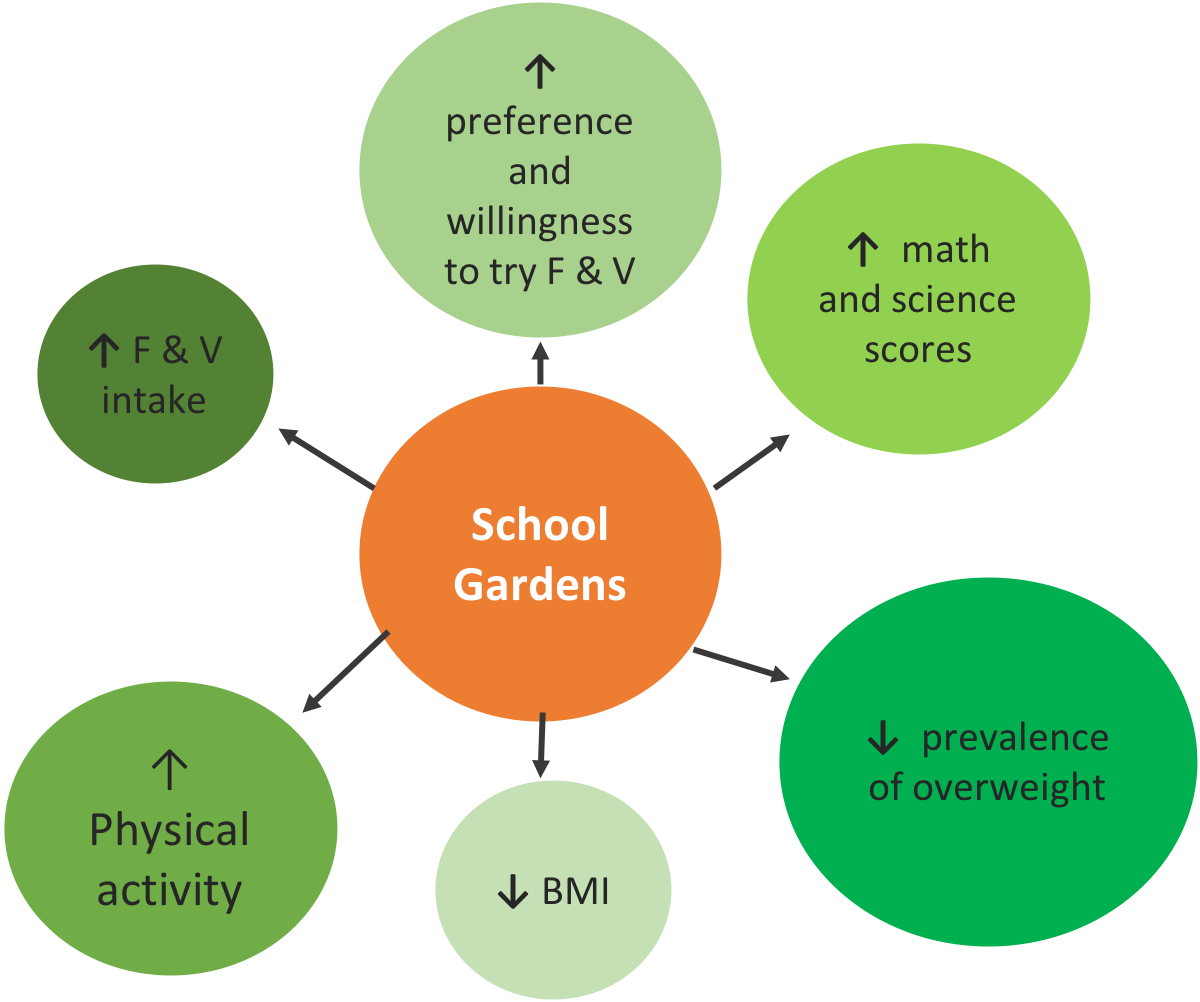 ↑
preference
and
willingness
to try F & V
↑ math
and science
scores
↑ F & V
intake
School
Gardens
↓ prevalence
of overweight
↑
Physical
activity
↓ BMI